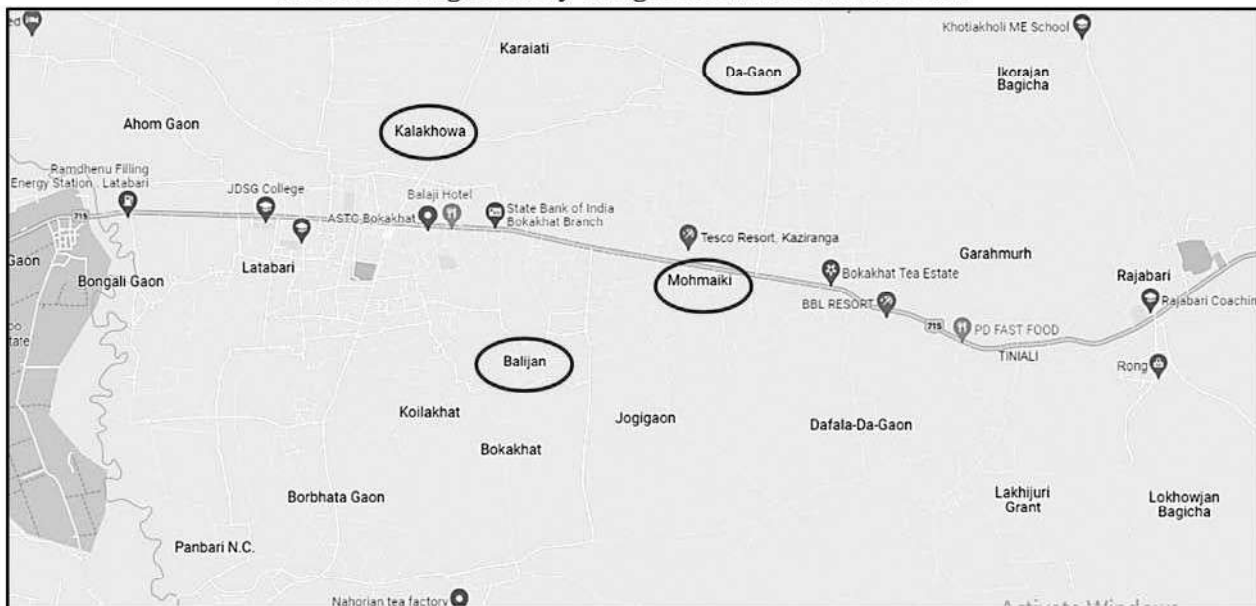 Khotiakholi ME School
Karaiati
Da-Gaon
Ikorajan
Bagicha
Ahom Gaon
Kalakhowa
Ramdhenu Filling
Energy Station, Latabari
JDSG College
Balaji Hotel
ASTC Bokakhat
State Bank of India
Bokakhat Branch
715
Tesco Resort, Kaziranga
Garahmurh
Gaon
Bongali Gaon
Latabari
Mohmaiki
Bokakhat Tea Estate
Rajabari
BBL RESORT
Rajabari Coachin
715
PD FAST FOOD
TINIALI
Balijan
Rong
Koilakhat
Jogigaon
Dafala-Da-Gaon
Bokakhat
Borbhata Gaon
Lakhijuri
Grant
Lokhowjan
Bagicha
Panbari N.C.
Nahorian tea factory
Activate Windows